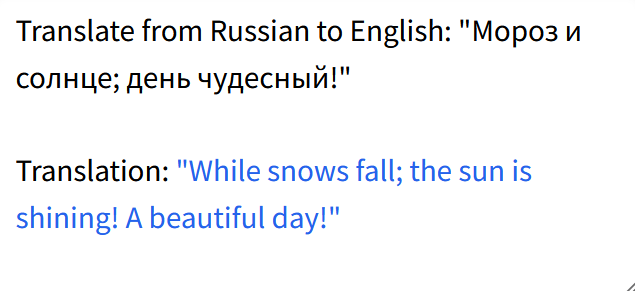 Translate from Russian to English: "Мороз и
солнце; день чудесный!"
Translation: "While snows fall; the sun is
shining! A beautiful day!"